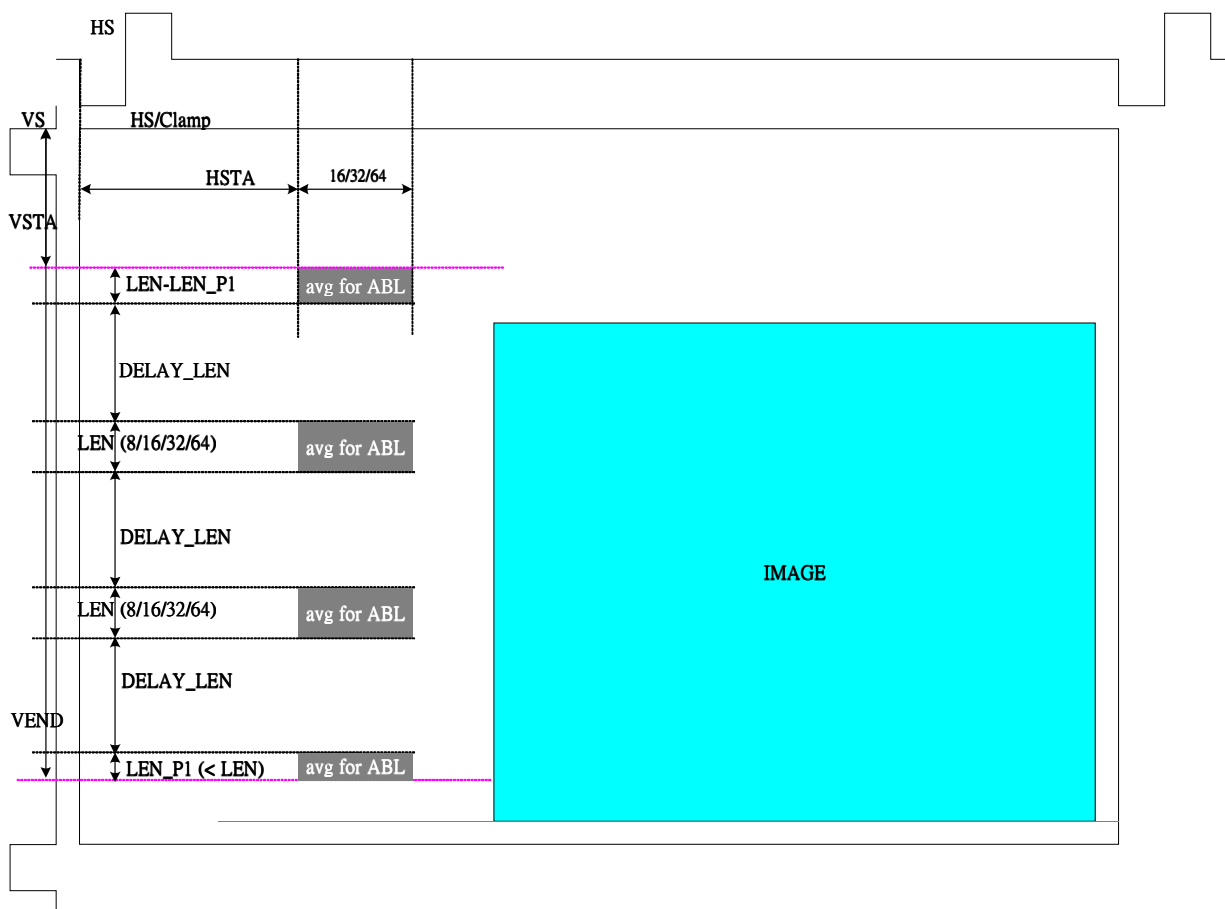 HS
VS
HS/Clamp
HSTA
16/32/64
VSTA
LEN-LEN_P1
avg for ABL
DELAY_LEN
LEN (8/16/32/64)
avg for ABL
DELAY_LEN
IMAGE
LEN (8/16/32/64)
avg for ABL
DELAY_LEN
VEND
LEN_P1 (< LEN)
avg for ABL